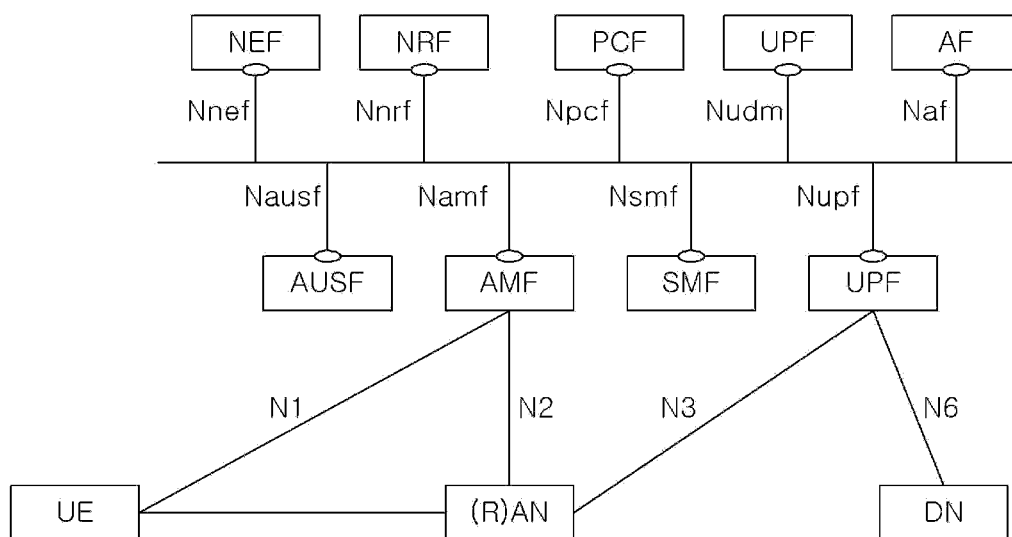 NEF NRF PCF UPF AF
Nnef Nnrf Npcf Nudm Naf
Nausf Namf Nsmf Nupf
AUSF AMF SMF UPF
N1 N2 N3 N6
UE (R)AN DN